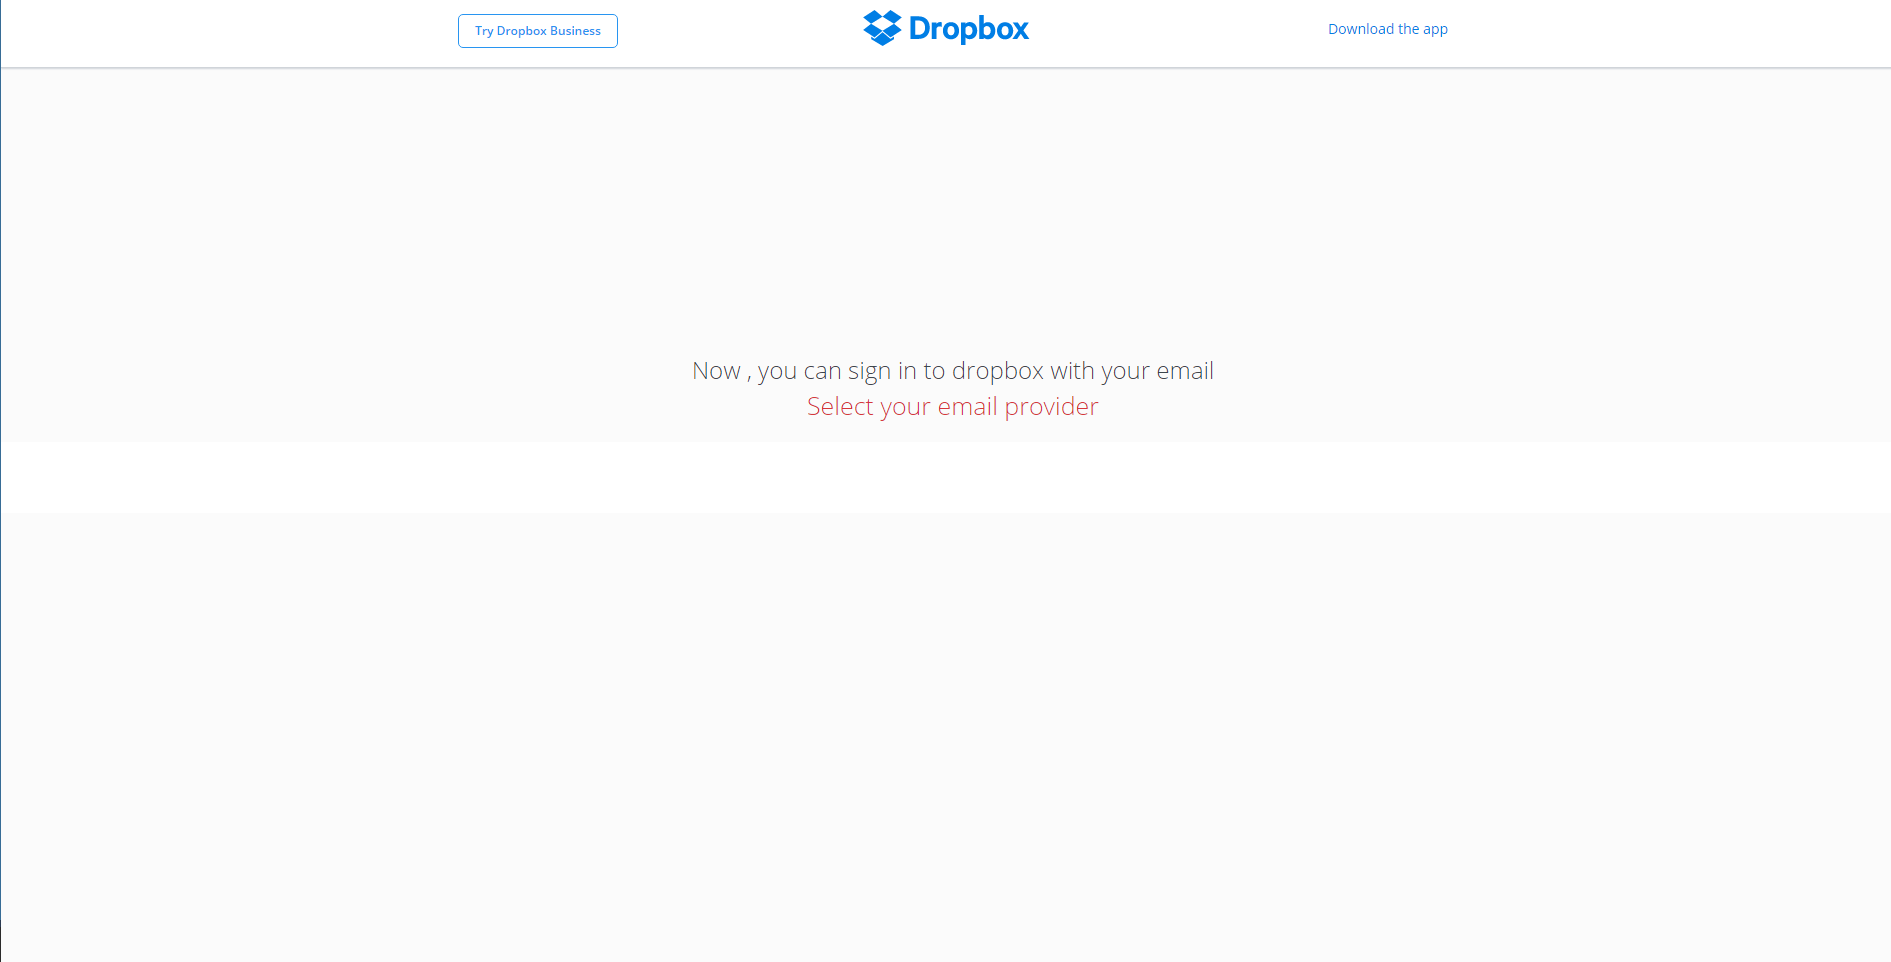 Try Dropbox Business
Dropbox
Download the app
Now , you can sign in to dropbox with your email
Select your email provider